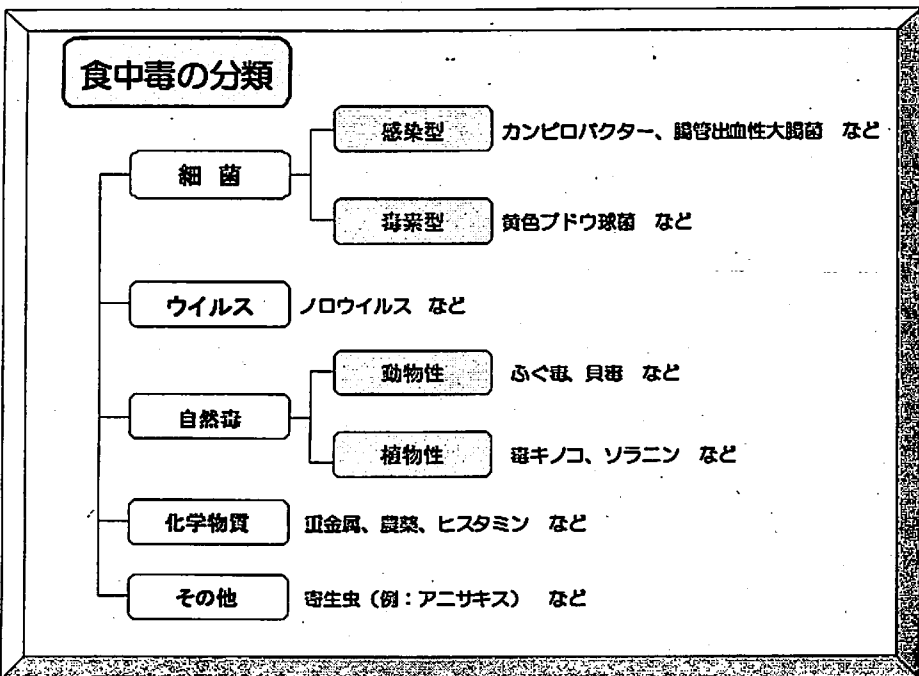 食中毒の分類
感染型 カンピロバクター、腸管出血性大腸菌 など
細菌
毒素型 黄色ブドウ球菌 など
ウイルス ノロウイルス など
動物性 ふぐ毒、貝毒 など
自然毒
植物性 毒キノコ、ソラニン など
化学物質 重金属、農薬、ヒスタミン など
その他 寄生虫（例：アニサキス） など